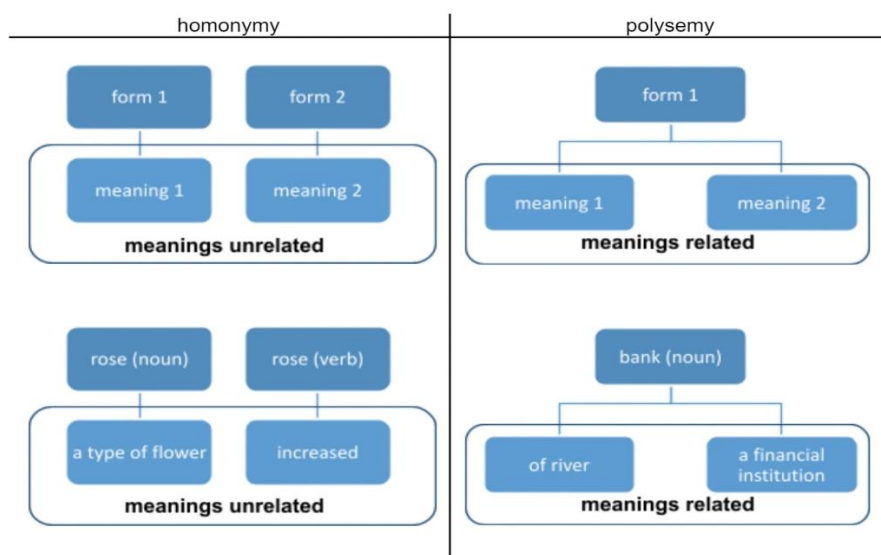 homonymy
polysemy
form 1
form 2
meaning 1
meaning 2
meanings unrelated
form 1
meaning 1
meaning 2
meanings related
rose (noun)
rose (verb)
a type of flower
increased
meanings unrelated
bank (noun)
of river
a financial
institution
meanings related